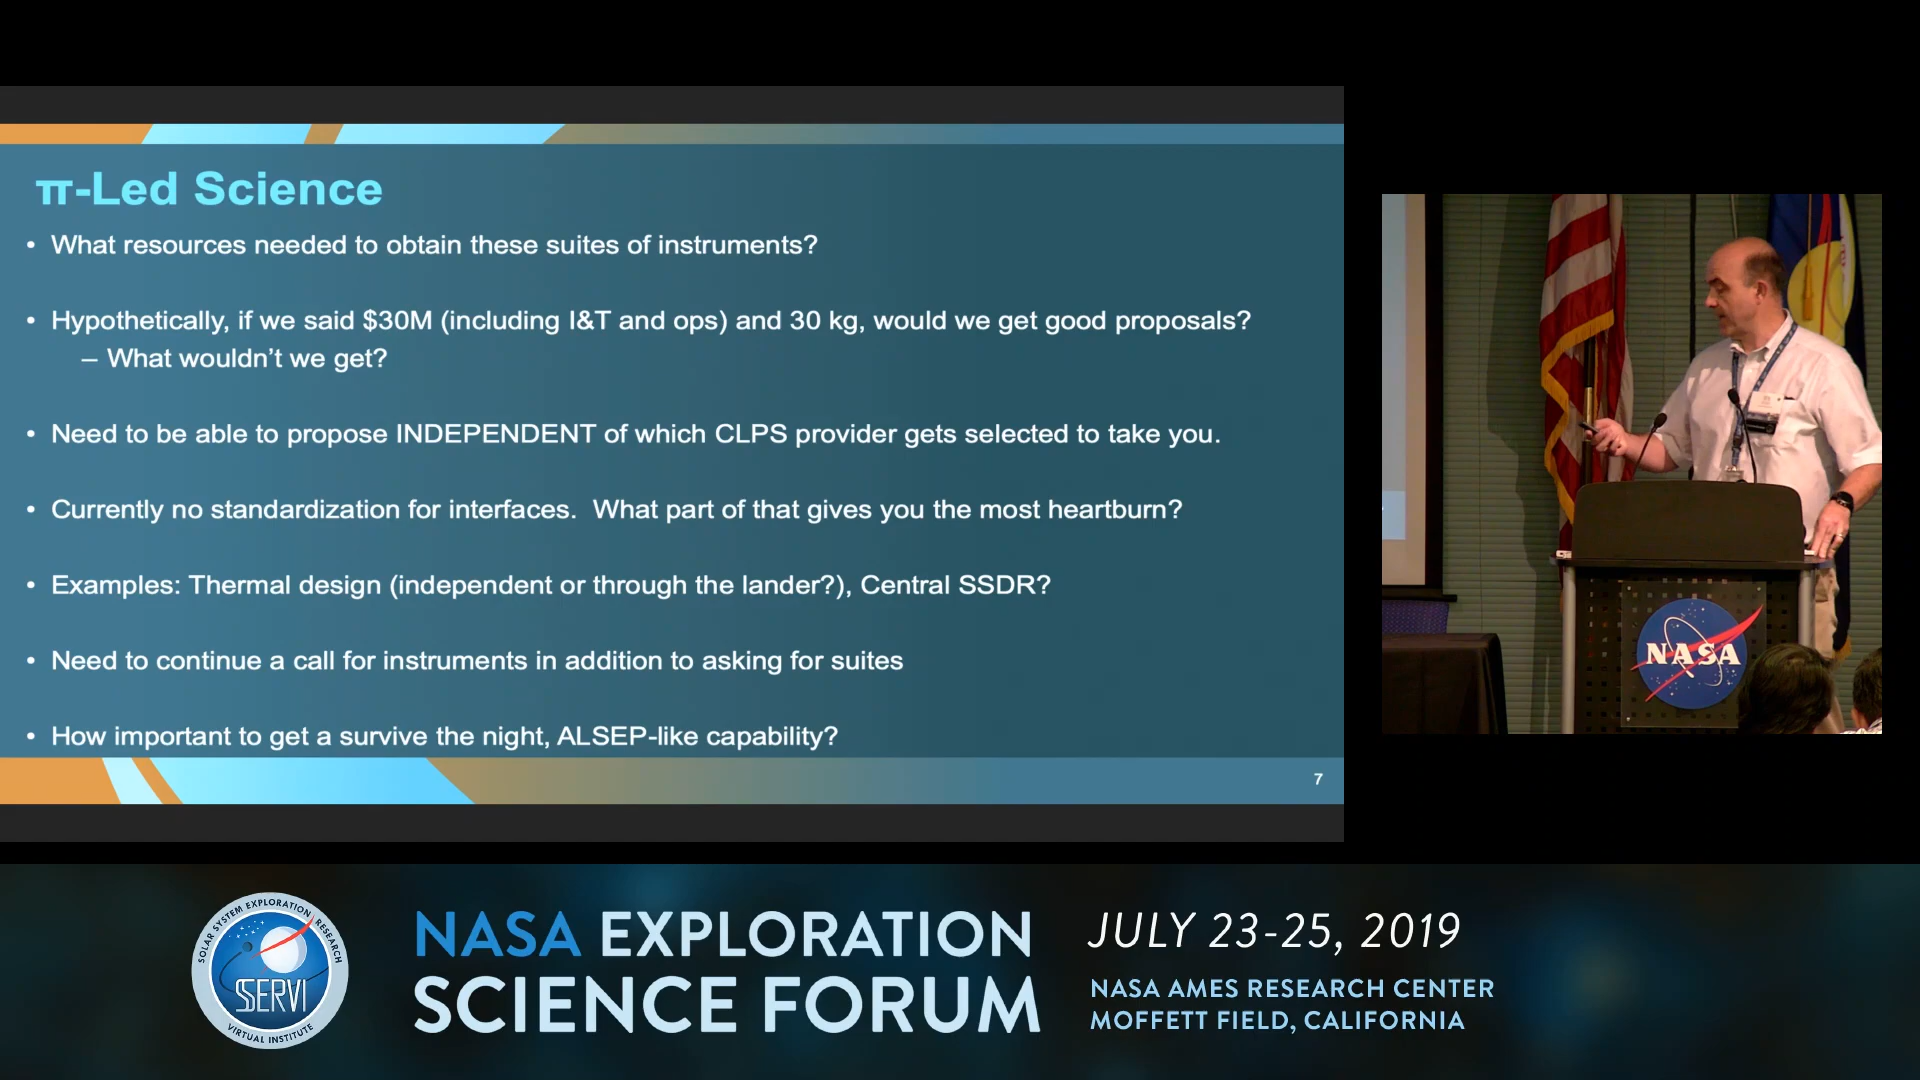 π-Led Science
• What resources needed to obtain these suites of instruments?
• Hypothetically, if we said $30M (including I&T and ops) and 30 kg, would we get good proposals?
– What wouldn't we get?
• Need to be able to propose INDEPENDENT of which CLPS provider gets selected to take you.
• Currently no standardization for interfaces.  What part of that gives you the most heartburn?
• Examples: Thermal design (independent or through the lander?), Central SSDR?
• Need to continue a call for instruments in addition to asking for suites
• How important to get a survive the night, ALSEP-like capability?
7
NASA
SOLAR SYSTEM EXPLORATION RESEARCH
SSERVI
VIRTUAL INSTITUTE
NASA EXPLORATION
SCIENCE FORUM
JULY 23-25, 2019
NASA AMES RESEARCH CENTER
MOFFETT FIELD, CALIFORNIA